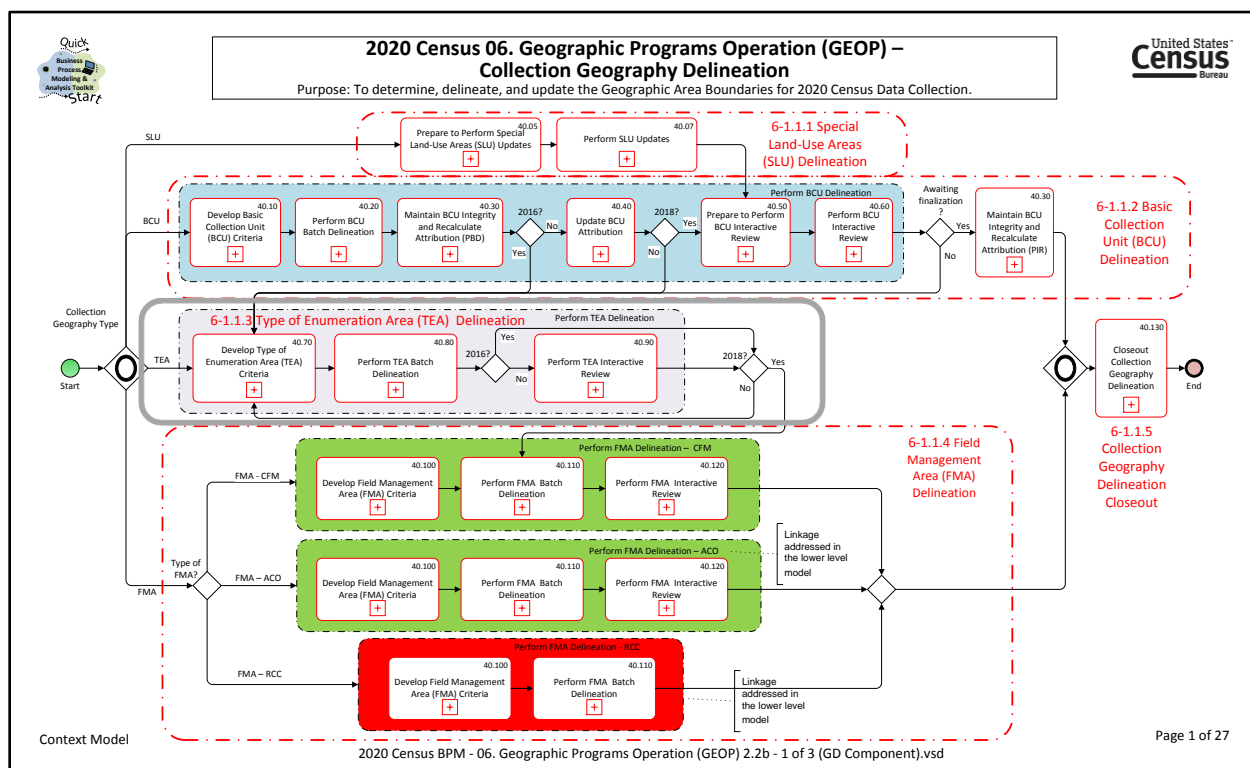 Quick
Business
Process
Modeling &
Analysis Toolkit
Start
2020 Census 06. Geographic Programs Operation (GEOP) –
Collection Geography Delineation
Purpose: To determine, delineate, and update the Geographic Area Boundaries for 2020 Census Data Collection.
United States
Census
Bureau
SLU
40.05
Prepare to Perform Special
Land-Use Areas (SLU) Updates
40.07
Perform SLU Updates
6-1.1.1 Special
Land-Use Areas
(SLU) Delineation
Perform BCU Delineation
BCU
40.10
Develop Basic
Collection Unit
(BCU) Criteria
40.20
Perform BCU
Batch Delineation
40.30
Maintain BCU Integrity
and Recalculate
Attribution (PBD)
2016?
No
Yes
40.40
Update BCU
Attribution
2018?
Yes
No
40.50
Prepare to Perform
BCU Interactive
Review
40.60
Perform BCU
Interactive Review
Awaiting
finalization
?
Yes
No
40.30
Maintain BCU
Integrity and
Recalculate
Attribution (PIR)
6-1.1.2 Basic
Collection
Unit (BCU)
Delineation
Collection
Geography Type
Start
6-1.1.3 Type of Enumeration Area (TEA) Delineation
Perform TEA Delineation
TEA
40.70
Develop Type of
Enumeration Area (TEA)
Criteria
40.80
Perform TEA Batch
Delineation
2016?
Yes
No
40.90
Perform TEA Interactive
Review
2018?
Yes
No
40.130
Closeout
Collection
Geography
Delineation
End
6-1.1.5
Collection
Geography
Delineation
Closeout
6-1.1.4 Field
Management
Area (FMA)
Delineation
Perform FMA Delineation – CFM
FMA - CFM
40.100
Develop Field Management
Area (FMA) Criteria
40.110
Perform FMA Batch
Delineation
40.120
Perform FMA Interactive
Review
FMA
Type of
FMA?
Perform FMA Delineation – ACO
FMA – ACO
40.100
Develop Field Management
Area (FMA) Criteria
40.110
Perform FMA Batch
Delineation
40.120
Perform FMA Interactive
Review
Linkage
addressed in
the lower level
model
Perform FMA Delineation - RCC
FMA – RCC
40.100
Develop Field Management
Area (FMA) Criteria
40.110
Perform FMA Batch
Delineation
Linkage
addressed in
the lower level
model
Context Model
2020 Census BPM - 06. Geographic Programs Operation (GEOP) 2.2b - 1 of 3 (GD Component).vsd
Page 1 of 27